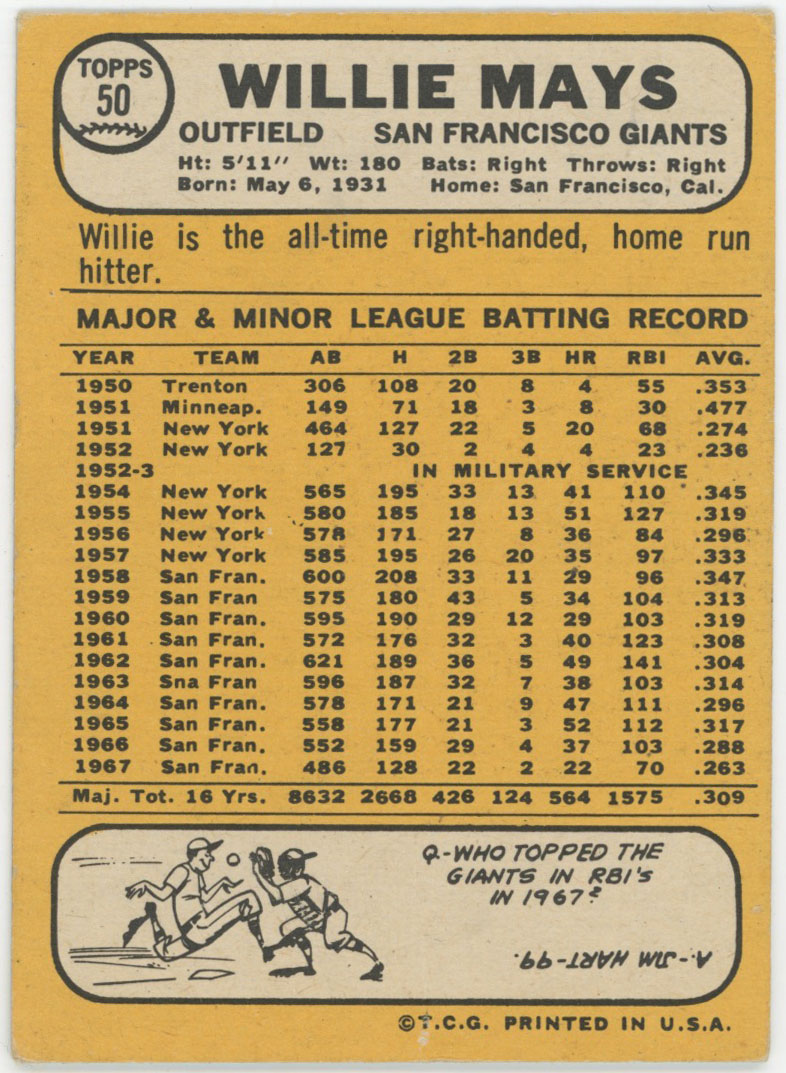 TOPPS
50
WILLIE MAYS
OUTFIELD SAN FRANCISCO GIANTS
Ht: 5'11" Wt: 180 Bats: Right Throws: Right
Born: May 6, 1931 Home: San Francisco, Cal.
Willie is the all-time right-handed, home run
hitter.
MAJOR & MINOR LEAGUE BATTING RECORD
YEAR TEAM AB H 2B 3B HR RBI AVG.
1950 Trenton 306 108 20 8 4 55 .353
1951 Minneap. 149 71 18 3 8 30 .477
1951 New York 464 127 22 5 20 68 .274
1952 New York 127 30 2 4 4 23 .236
1952-3 IN MILITARY SERVICE
1954 New York 565 195 33 13 41 110 .345
1955 New York 580 185 18 13 51 127 .319
1956 New York 578 171 27 8 36 84 .296
1957 New York 585 195 26 20 35 97 .333
1958 San Fran. 600 208 33 11 29 96 .347
1959 San Fran 575 180 43 5 34 104 .313
1960 San Fran. 595 190 29 12 29 103 .319
1961 San Fran. 572 176 32 3 40 123 .308
1962 San Fran. 621 189 36 5 49 141 .304
1963 Sna Fran 596 187 32 7 38 103 .314
1964 San Fran. 578 171 21 9 47 111 .296
1965 San Fran. 558 177 21 3 52 112 .317
1966 San Fran. 552 159 29 4 37 103 .288
1967 San Fran. 486 128 22 2 22 70 .263
Maj. Tot. 16 Yrs. 8632 2668 426 124 564 1575 .309
Q-WHO TOPPED THE
GIANTS IN RBI's
IN 1967?
A-JIM HART-99.
©T.C.G. PRINTED IN U.S.A.